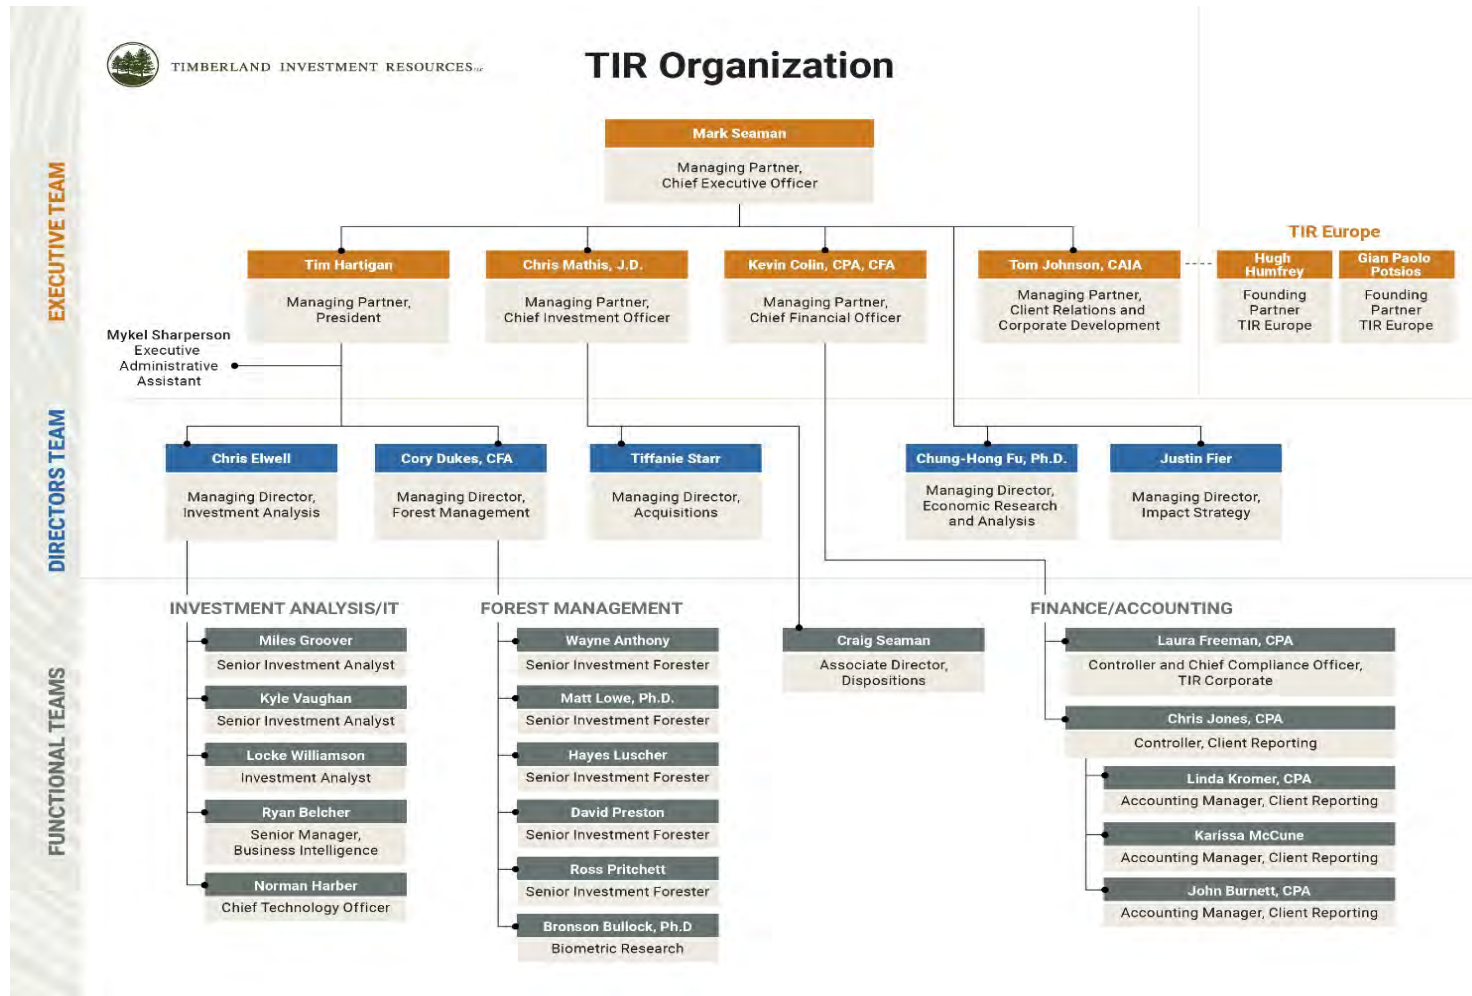 TIMBERLAND INVESTMENT RESOURCES
TIR Organization
EXECUTIVE TEAM
Mark Seaman
Managing Partner,
Chief Executive Officer
TIR Europe
Tim Hartigan
Managing Partner,
President
Chris Mathis, J.D.
Managing Partner,
Chief Investment Officer
Kevin Colin, CPA, CFA
Managing Partner,
Chief Financial Officer
Tom Johnson, CAIA
Managing Partner,
Client Relations and
Corporate Development
Hugh
Humfrey
Founding
Partner
TIR Europe
Gian Paolo
Potsios
Founding
Partner
TIR Europe
Mykel Sharperson
Executive
Administrative
Assistant
DIRECTORS TEAM
Chris Elwell
Managing Director,
Investment Analysis
Cory Dukes, CFA
Managing Director,
Forest Management
Tiffanie Starr
Managing Director,
Acquisitions
Chung-Hong Fu, Ph.D.
Managing Director,
Economic Research
and Analysis
Justin Fier
Managing Director,
Impact Strategy
FUNCTIONAL TEAMS
INVESTMENT ANALYSIS/IT
Miles Groover
Senior Investment Analyst
Kyle Vaughan
Senior Investment Analyst
Locke Williamson
Investment Analyst
Ryan Belcher
Senior Manager,
Business Intelligence
Norman Harber
Chief Technology Officer
FOREST MANAGEMENT
Wayne Anthony
Senior Investment Forester
Matt Lowe, Ph.D.
Senior Investment Forester
Hayes Luscher
Senior Investment Forester
David Preston
Senior Investment Forester
Ross Pritchett
Senior Investment Forester
Bronson Bullock, Ph.D
Biometric Research
Craig Seaman
Associate Director,
Dispositions
FINANCE/ACCOUNTING
Laura Freeman, CPA
Controller and Chief Compliance Officer,
TIR Corporate
Chris Jones, CPA
Controller, Client Reporting
Linda Kromer, CPA
Accounting Manager, Client Reporting
Karissa McCune
Accounting Manager, Client Reporting
John Burnett, CPA
Accounting Manager, Client Reporting